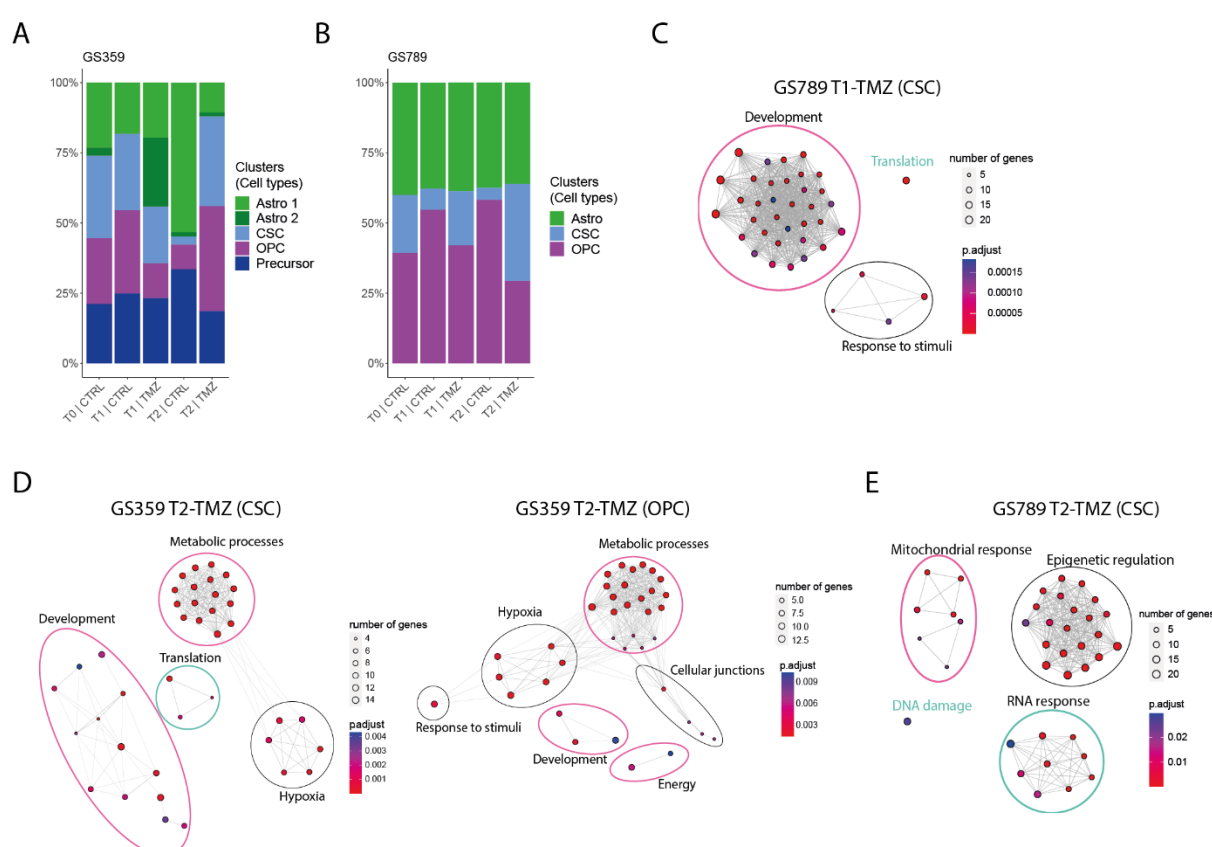 A
GS359
100%
75%
50%
25%
0%
T0 | CTRL
T1 | CTRL
T1 | TMZ
T2 | CTRL
T2 | TMZ
Clusters
(Cell types)
Astro 1
Astro 2
CSC
OPC
Precursor
B
GS789
100%
75%
50%
25%
0%
T0 | CTRL
T1 | CTRL
T1 | TMZ
T2 | CTRL
T2 | TMZ
Clusters
(Cell types)
Astro
CSC
OPC
C
GS789 T1-TMZ (CSC)
Development
Translation
Response to stimuli
number of genes
5
10
15
20
p.adjust
0.00015
0.00010
0.00005
D
GS359 T2-TMZ (CSC)
Metabolic processes
Development
Translation
Hypoxia
number of genes
4
6
8
10
12
14
padjust
0.004
0.003
0.002
0.001
GS359 T2-TMZ (OPC)
Metabolic processes
Hypoxia
Cellular junctions
Response to stimuli
Development
Energy
number of genes
5.0
7.5
10.0
12.5
p.adjust
0.009
0.006
0.003
E
GS789 T2-TMZ (CSC)
Mitochondrial response
Epigenetic regulation
DNA damage
RNA response
number of genes
5
10
15
20
p.adjust
0.02
0.01